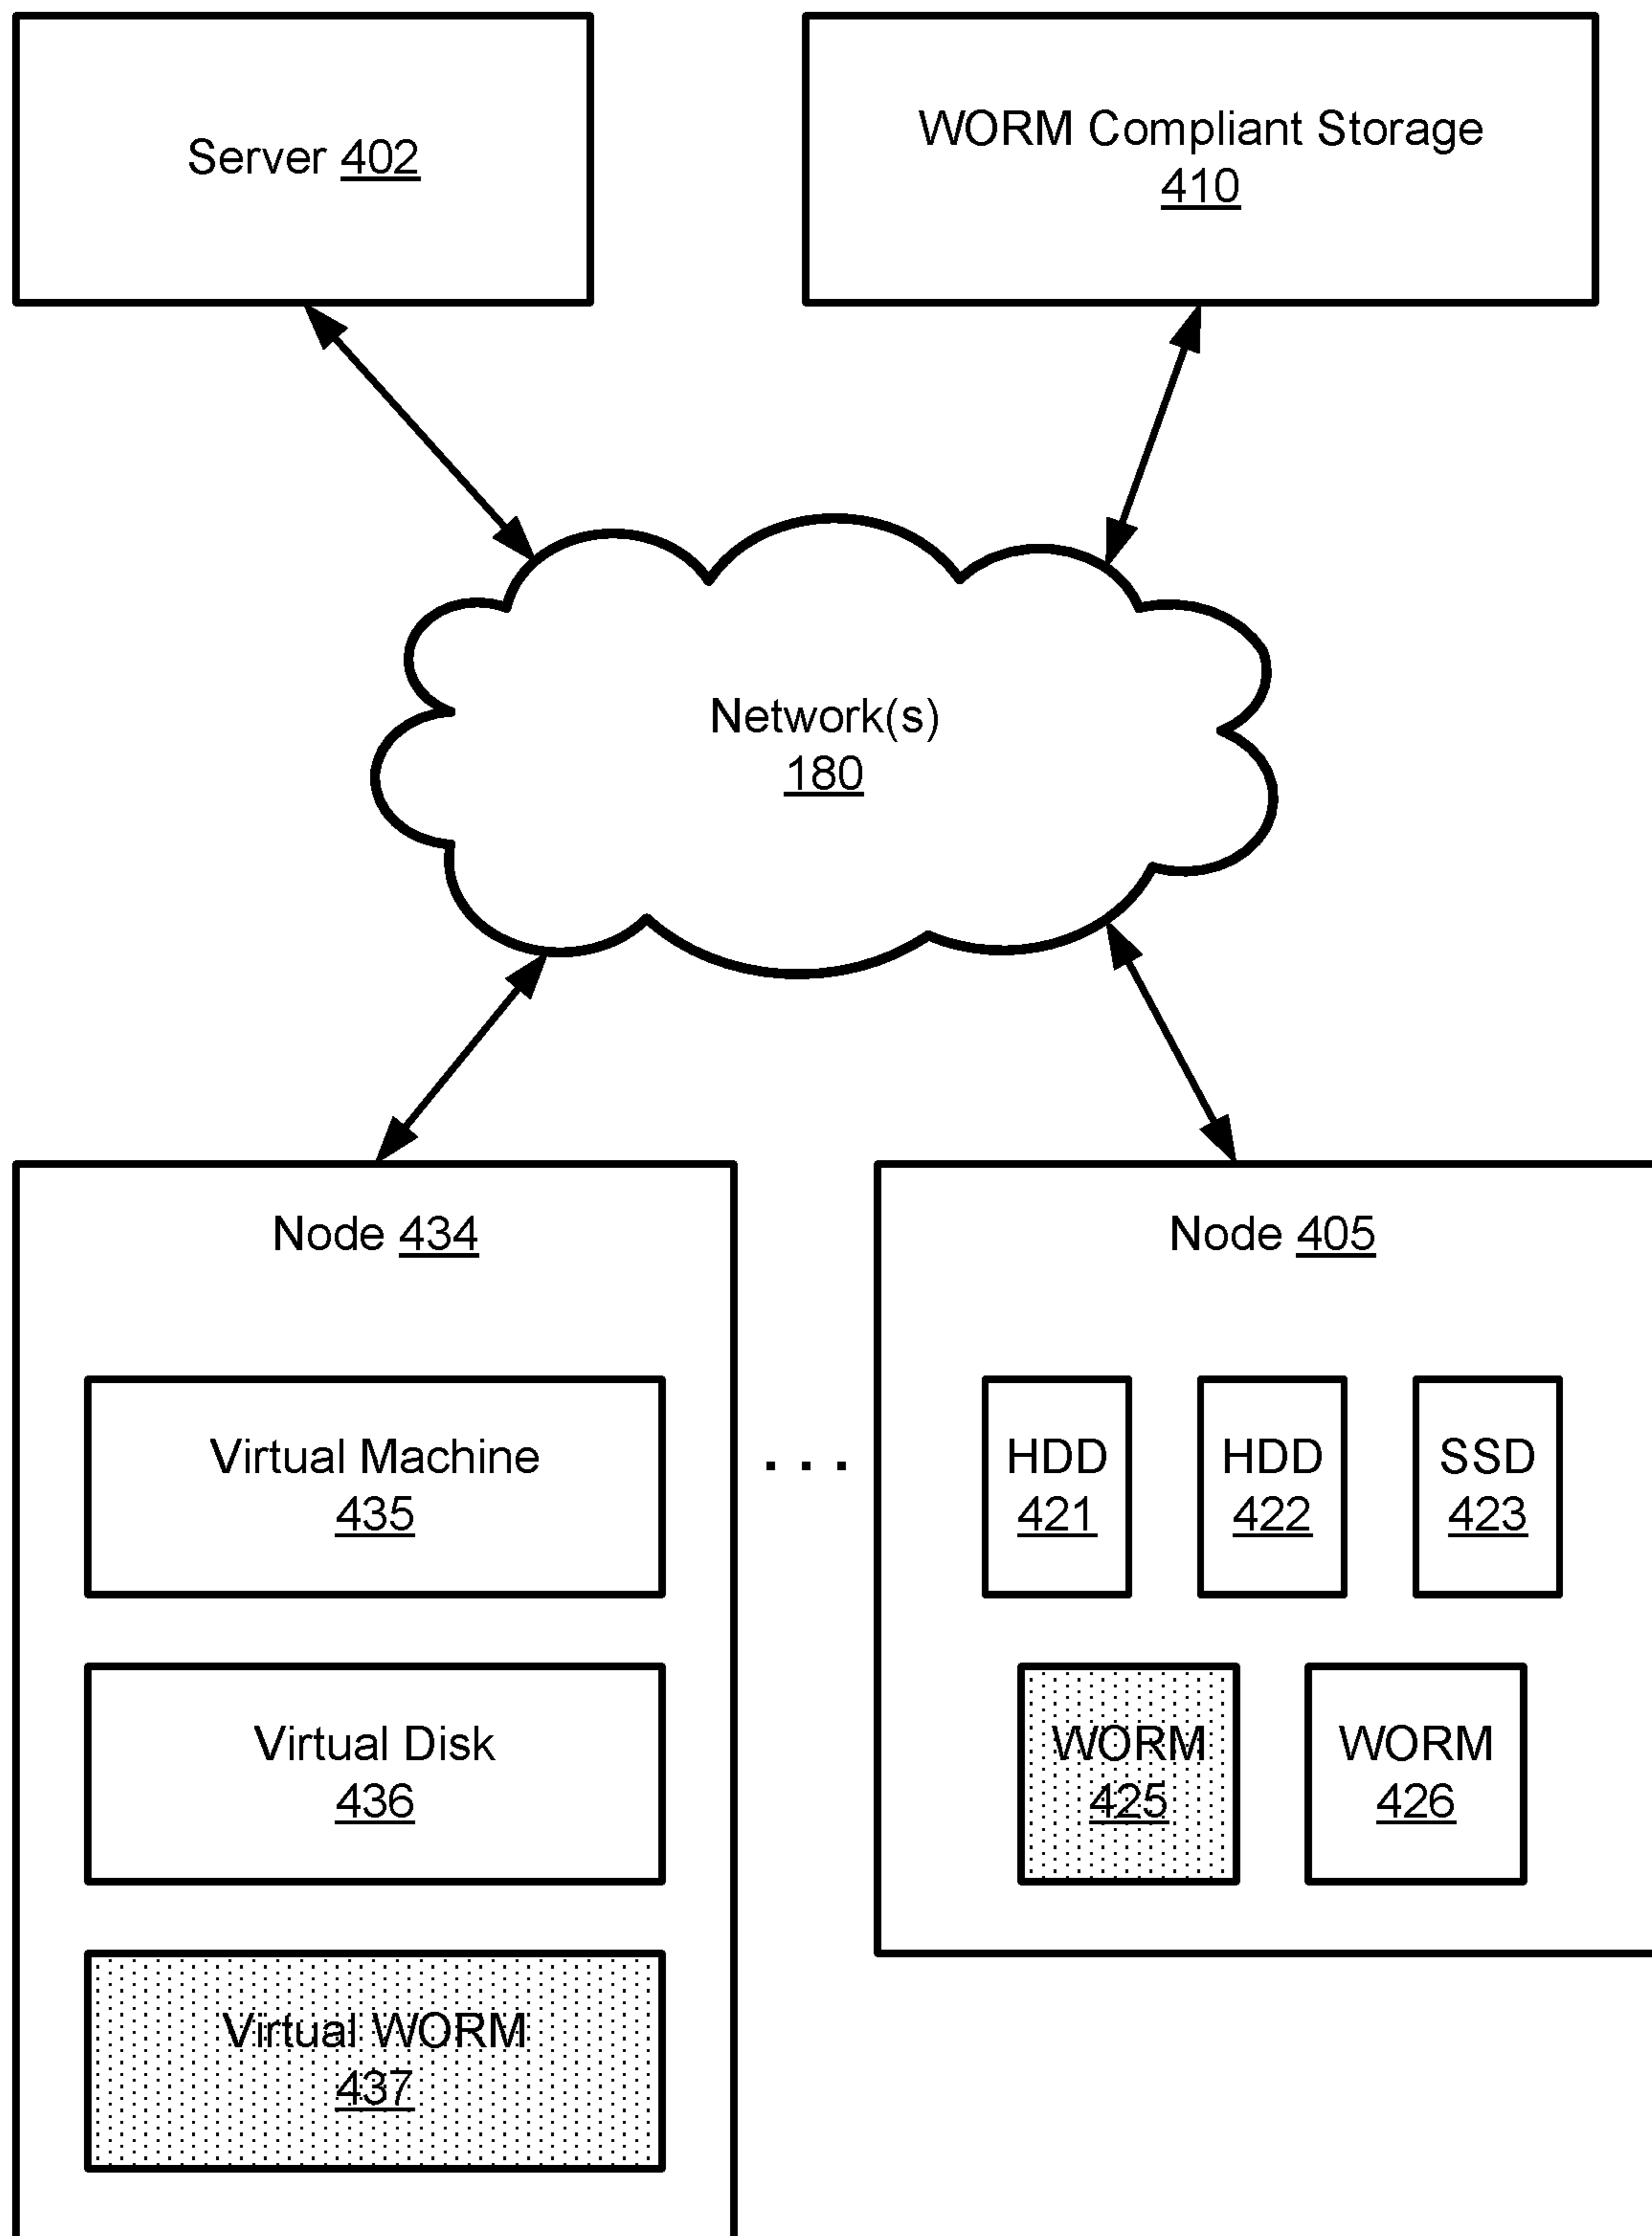 Server 402
WORM Compliant Storage
410
Network(s)
180
Node 434
Virtual Machine
435
Virtual Disk
436
Virtual WORM
437
. . .
Node 405
HDD
421
HDD
422
SSD
423
WORM
425
WORM
426